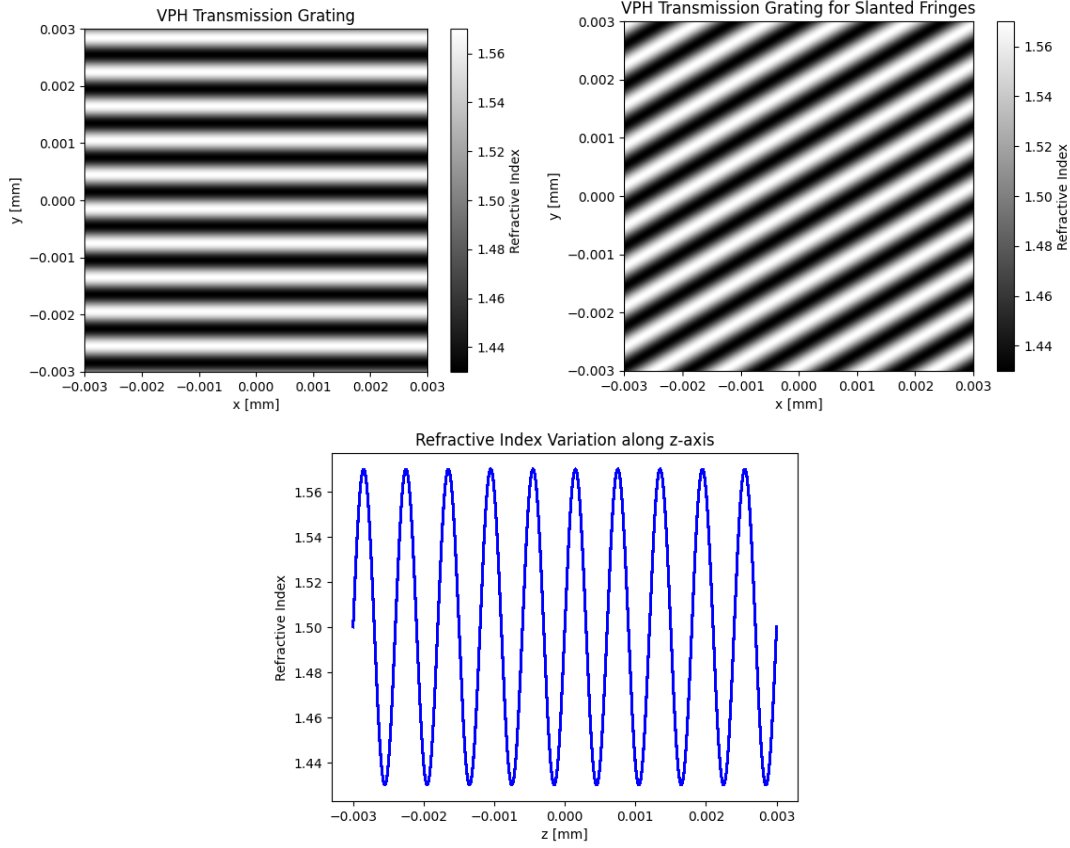 VPH Transmission Grating
0.003
0.002
0.001
0.000
−0.001
−0.002
−0.003
y [mm]
−0.003 −0.002 −0.001 0.000 0.001 0.002 0.003
x [mm]
1.56
1.54
1.52
1.50
1.48
1.46
1.44
Refractive Index
VPH Transmission Grating for Slanted Fringes
0.003
0.002
0.001
0.000
−0.001
−0.002
−0.003
y [mm]
−0.003 −0.002 −0.001 0.000 0.001 0.002 0.003
x [mm]
1.56
1.54
1.52
1.50
1.48
1.46
1.44
Refractive Index
Refractive Index Variation along z-axis
1.56
1.54
1.52
1.50
1.48
1.46
1.44
Refractive Index
−0.003 −0.002 −0.001 0.000 0.001 0.002 0.003
z [mm]